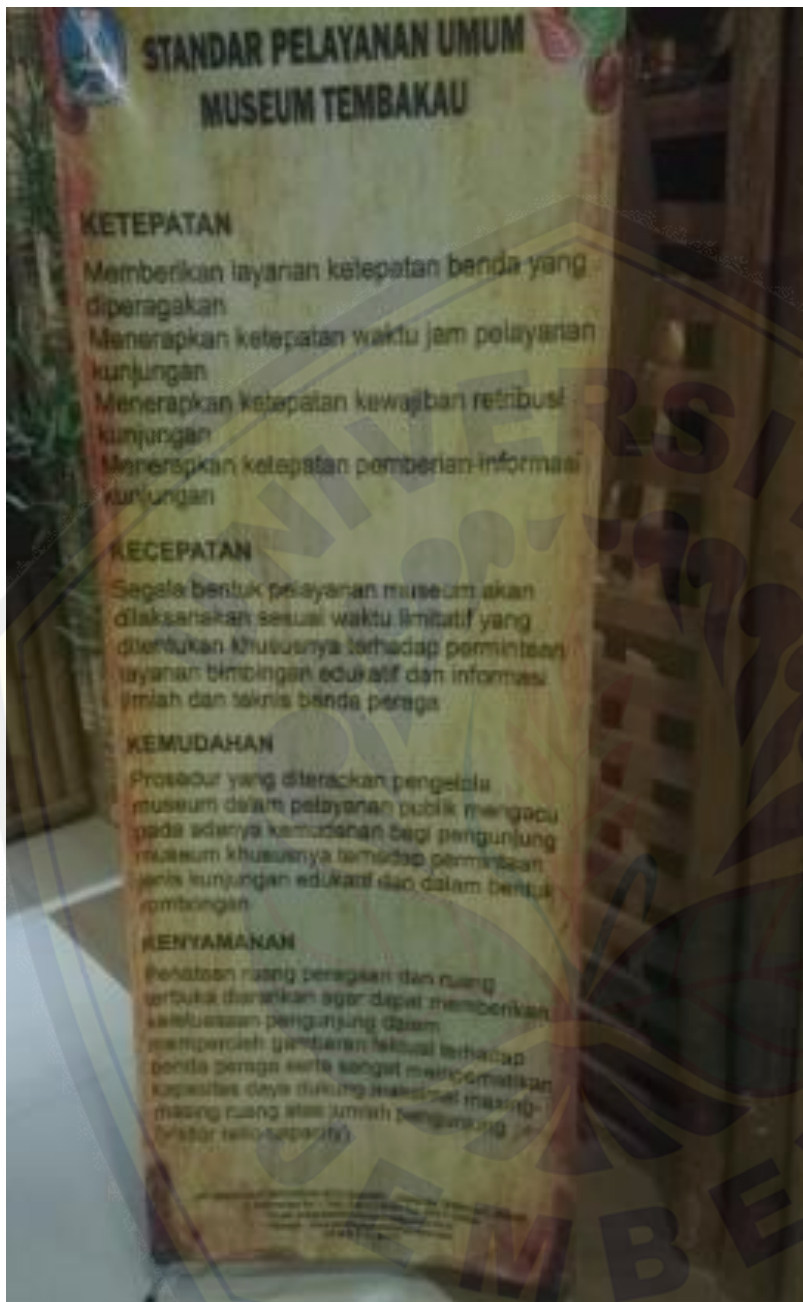 STANDAR PELAYANAN UMUM
MUSEUM TEMBAKAU
KETEPATAN
Memberikan layanan ketepatan benda yang
diperagakan
Menerapkan ketepatan waktu jam pelayanan
kunjungan
Menerapkan ketepatan kewajiban retribusi
kunjungan
Menerapkan ketepatan pemberian informasi
kunjungan
KECEPATAN
Segala bentuk pelayanan museum akan
dilaksanakan sesuai waktu limitatif yang
ditentukan khususnya terhadap permintaan
layanan bimbingan edukatif dan informasi
ilmiah dan teknis benda peraga
KEMUDAHAN
Prosedur yang diterapkan pengelola
museum dalam pelayanan publik mengacu
pada adanya kemudahan bagi pengunjung
museum khususnya terhadap permintaan
jenis kunjungan edukatif dan dalam bentuk
rombongan
KENYAMANAN
Penataan ruang peragaan dan ruang
terbuka diarahkan agar dapat memberikan
keleluasaan pengunjung dalam
memperoleh gambaran faktual terhadap
benda peraga serta sangat memperhatikan
kapasitas daya dukung maksimal masing-
masing ruang atas jumlah pengunjung
UNIVERSI
EMBE